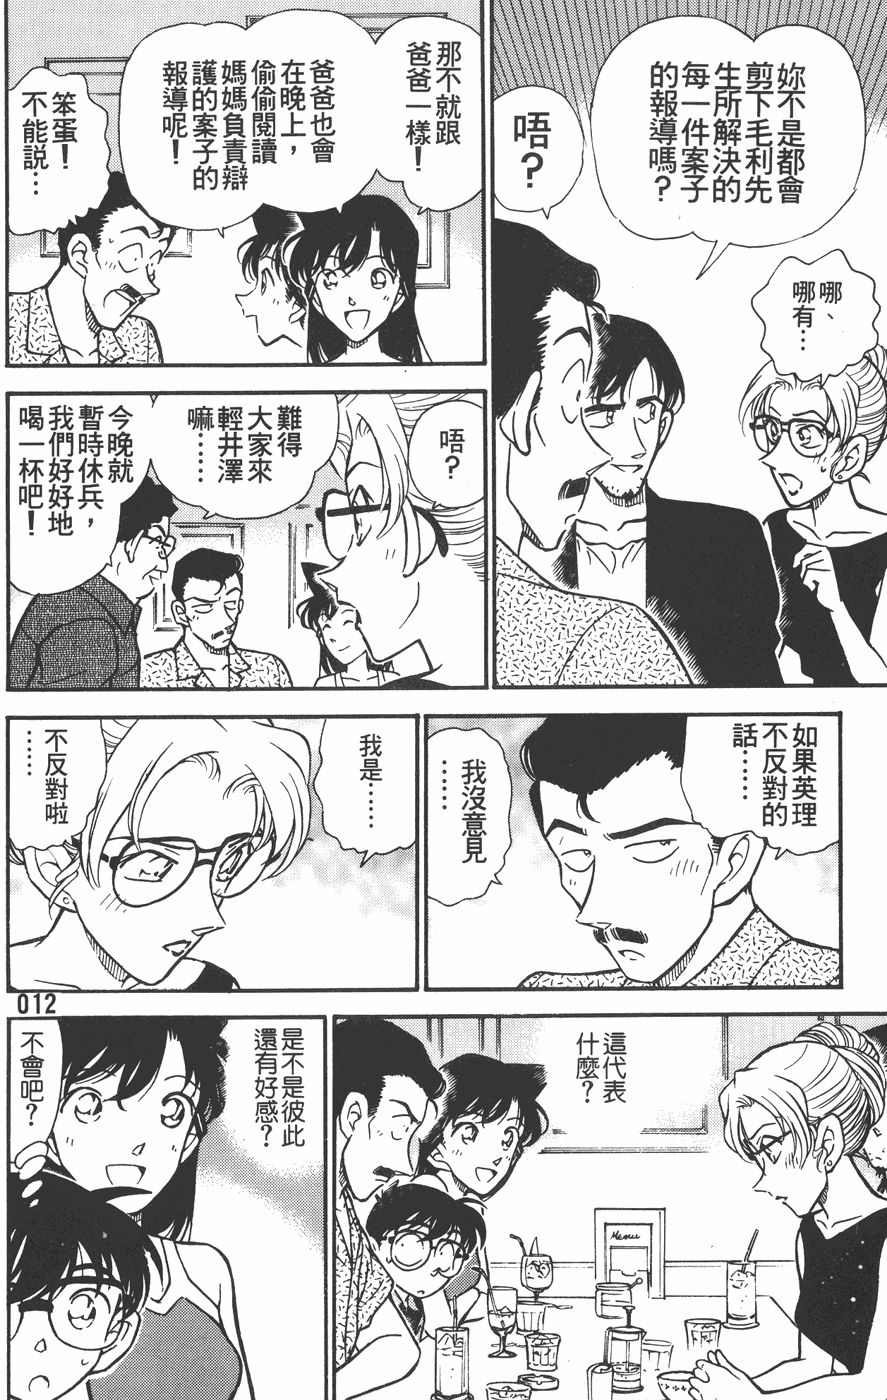 妳不是都會
剪下毛利先
生所解決的
每一件案子
的報導嗎？
哪、
哪有…
唔？
那不就跟
爸爸一樣！
爸爸也會
在晚上，
偷偷閱讀
媽媽負責辯
護的案子的
報導呢！
笨蛋！
不能說…
唔？
難得
大家來
輕井澤
嘛……
今晚就
暫時休兵，
我們好好地
喝一杯吧！
如果英理
不反對的
話……
我沒意見
……
我是……
不反對啦
……
012
這代表
什麼？
Menu
是不是彼此
還有好感？
不會吧？